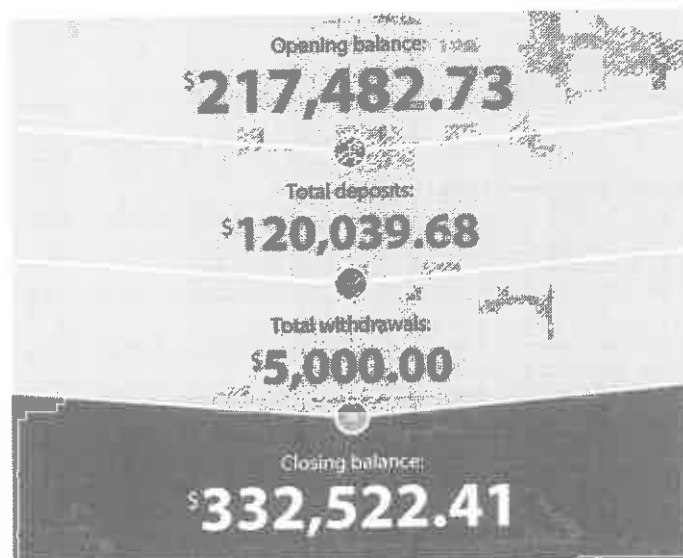 Opening balance:
$217,482.73
Total deposits:
$120,039.68
Total withdrawals:
$5,000.00
Closing balance:
$332,522.41